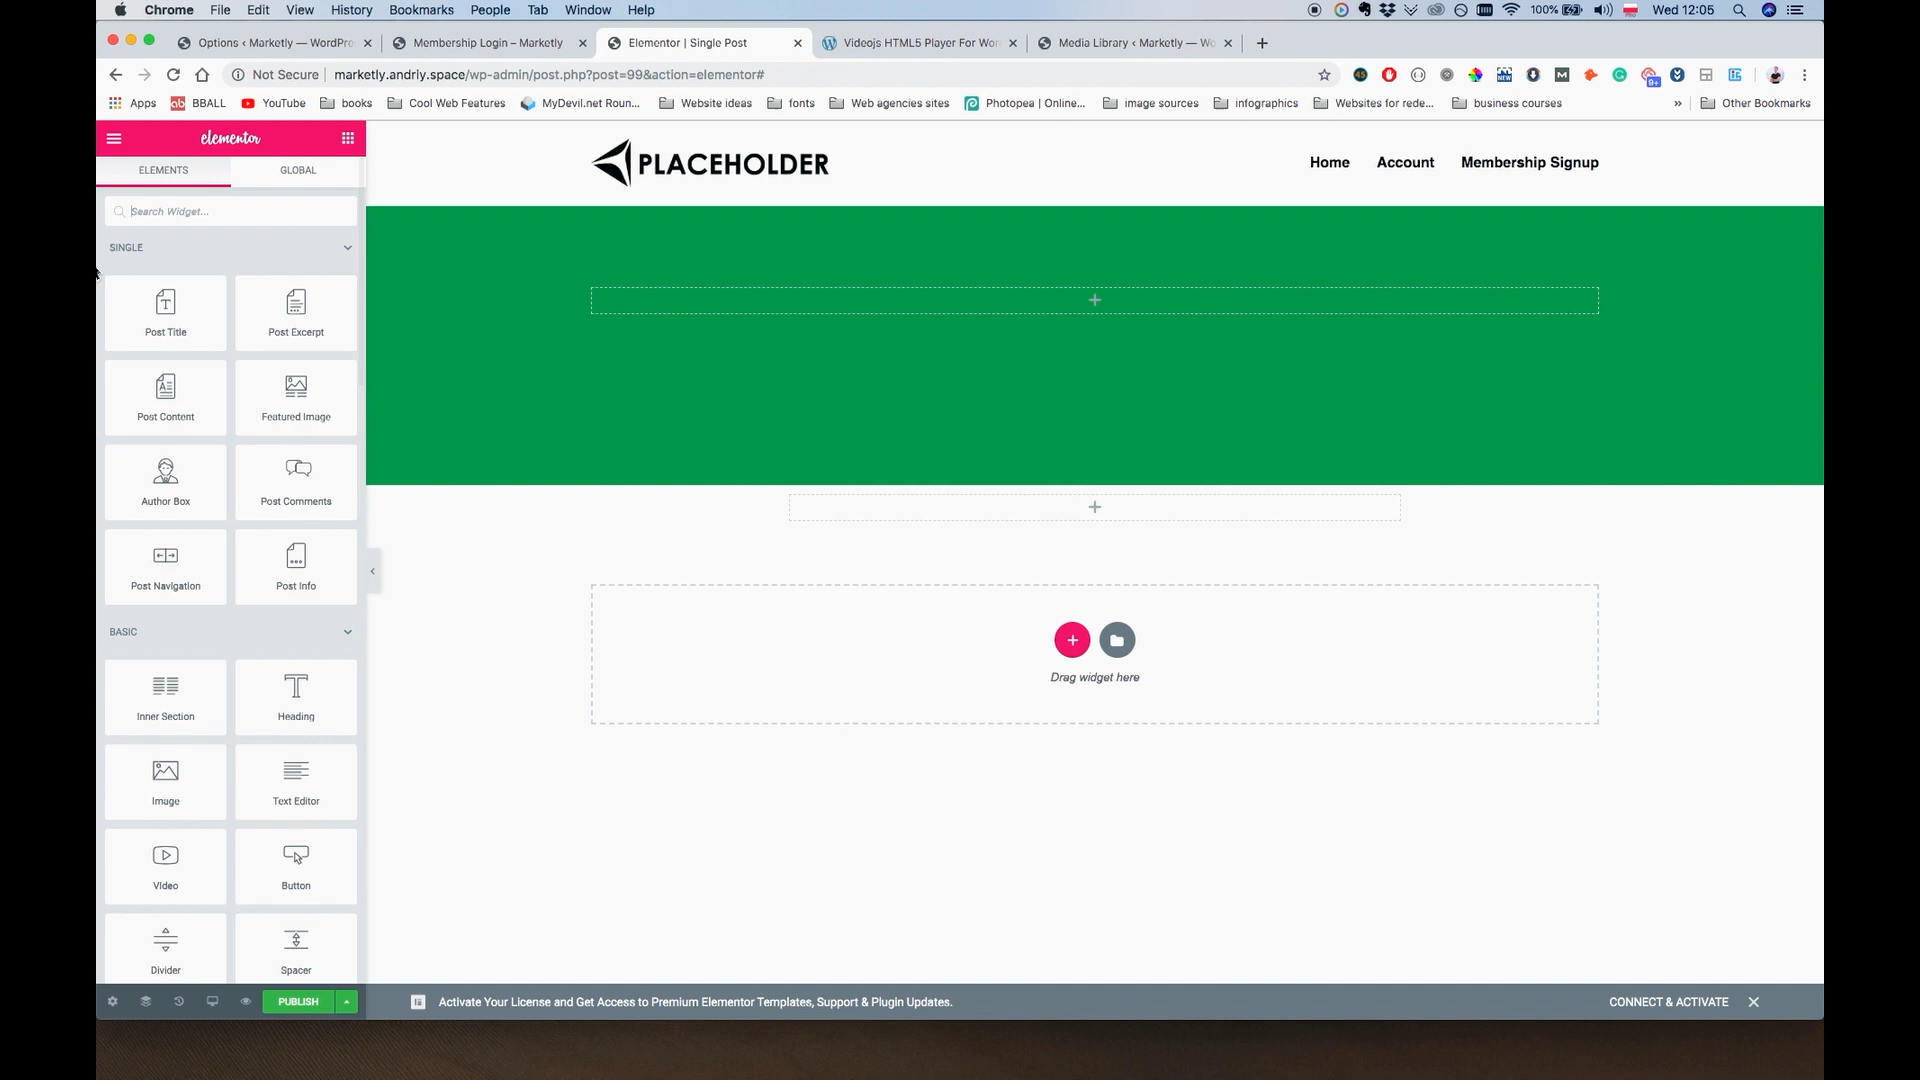 Chrome File Edit View History Bookmarks People Tab Window Help 100% Wed 12:05
Options ‹ Marketly — WordPre
Membership Login – Marketly
Elementor | Single Post
Videojs HTML5 Player For Wor
Media Library ‹ Marketly — Wo
Not Secure marketly.andrly.space/wp-admin/post.php?post=99&action=elementor#
Apps BBALL YouTube books Cool Web Features MyDevil.net Roun... Website ideas fonts Web agencies sites Photopea | Online... image sources infographics Websites for rede... business courses » Other Bookmarks
elementor
ELEMENTS GLOBAL
Search Widget...
SINGLE
Post Title Post Excerpt
Post Content Featured Image
Author Box Post Comments
Post Navigation Post Info
BASIC
Inner Section Heading
Image Text Editor
Video Button
Divider Spacer
PUBLISH
PLACEHOLDER
Home Account Membership Signup
Drag widget here
Activate Your License and Get Access to Premium Elementor Templates, Support & Plugin Updates.
CONNECT & ACTIVATE